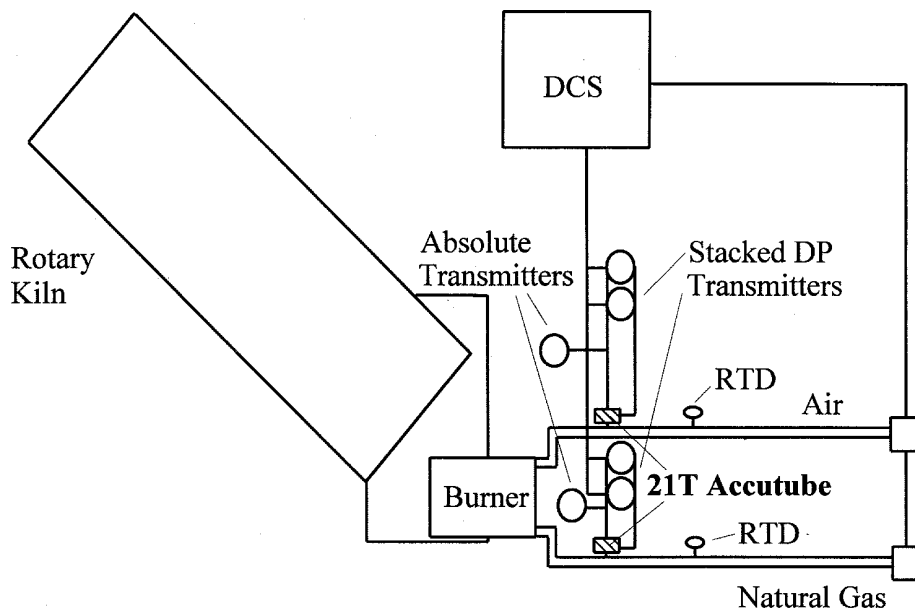 DCS
Rotary
Kiln
Absolute
Transmitters
Stacked DP
Transmitters
RTD
Air
Burner
21T Accutube
RTD
Natural Gas